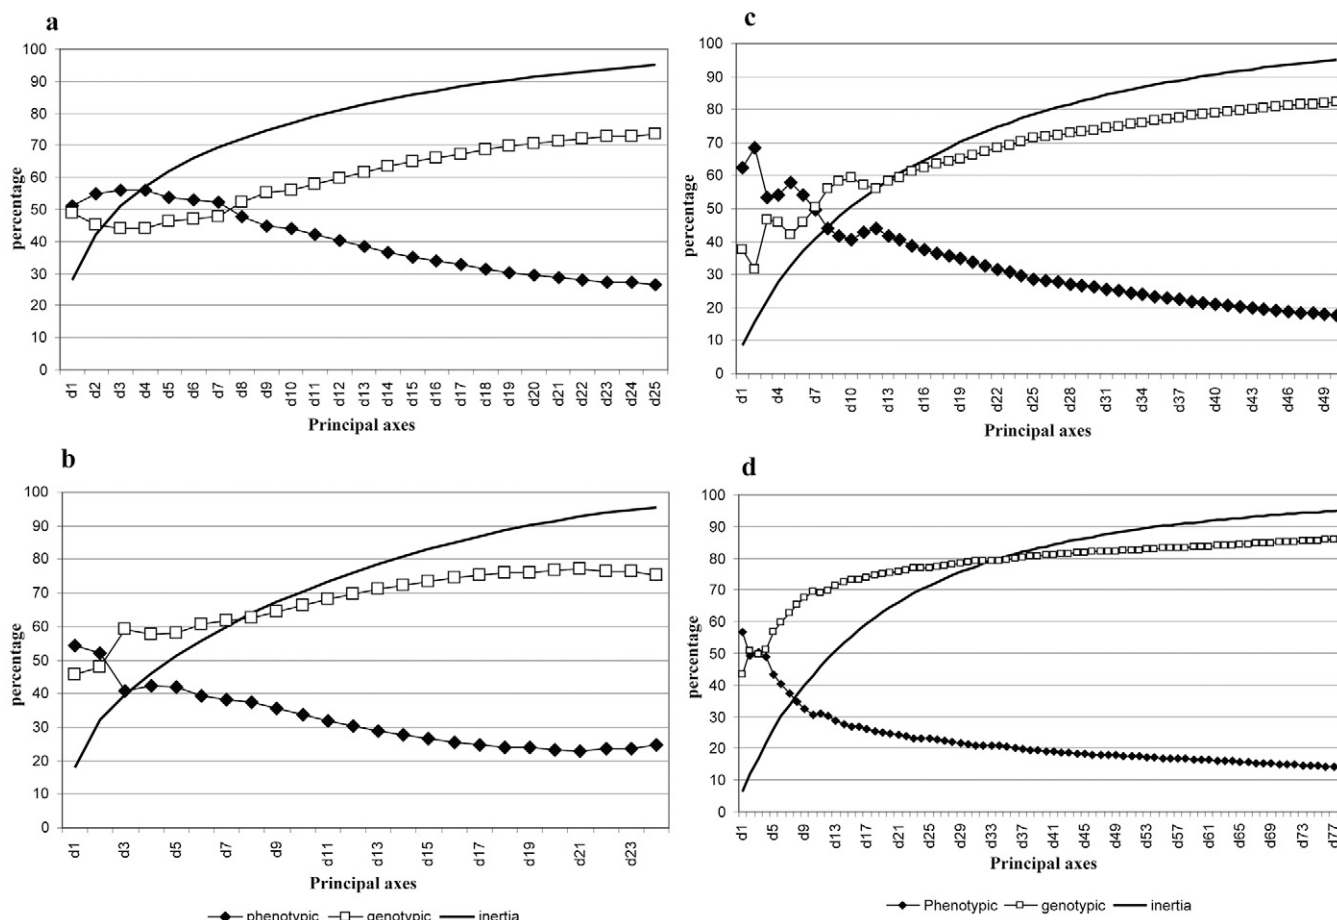 a
100
90
80
70
60
50
40
30
20
10
0
percentage
d1 d2 d3 d4 d5 d6 d7 d8 d9 d10 d11 d12 d13 d14 d15 d16 d17 d18 d19 d20 d21 d22 d23 d24 d25
Principal axes
b
100
90
80
70
60
50
40
30
20
10
0
percentage
d1 d3 d5 d7 d9 d11 d13 d15 d17 d19 d21 d23
Principal axes
phenotypic genotypic inertia
c
100
90
80
70
60
50
40
30
20
10
0
percentage
d1 d4 d7 d10 d13 d16 d19 d22 d25 d28 d31 d34 d37 d40 d43 d46 d49
Principal axes
d
100
90
80
70
60
50
40
30
20
10
0
percentage
d1 d5 d9 d13 d17 d21 d25 d29 d33 d37 d41 d45 d49 d53 d57 d61 d65 d69 d73 d77
Principal axes
Phenotypic genotypic inertia